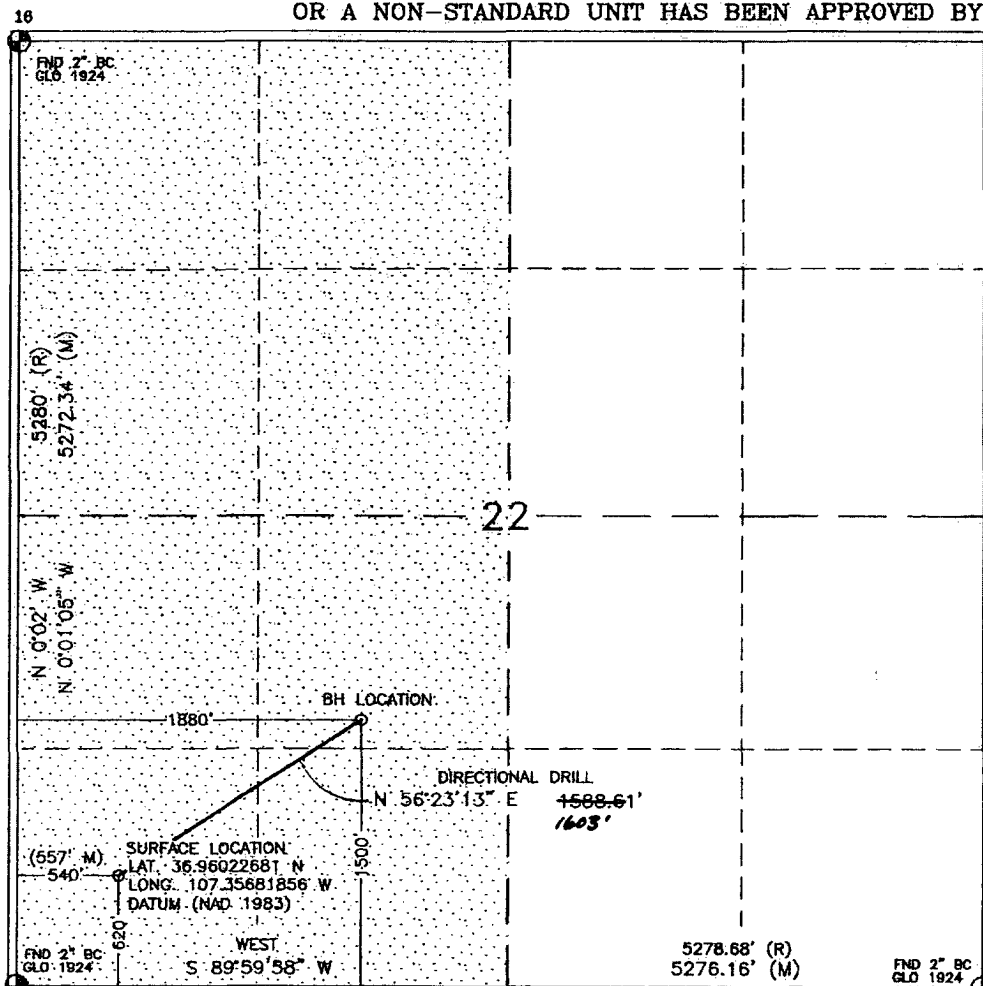 OR A NON-STANDARD UNIT HAS BEEN APPROVED BY
16
FND 2" BC
GLO 1924
5280' (R)
5272.34' (M)
22
N 0°02' W
N 0°01'05" W
BH LOCATION
1880'
DIRECTIONAL DRILL
N 56°23'13" E 1588.61'
1603'
1500'
SURFACE LOCATION
LAT. 36.96022681 N
LONG. 107.35681856 W
DATUM (NAD 1983)
(557' M)
540'
620'
WEST
S 89°59'58" W
FND 2" BC
GLO 1924
5278.68' (R)
5276.16' (M)
FND 2" BC
GLO 1924